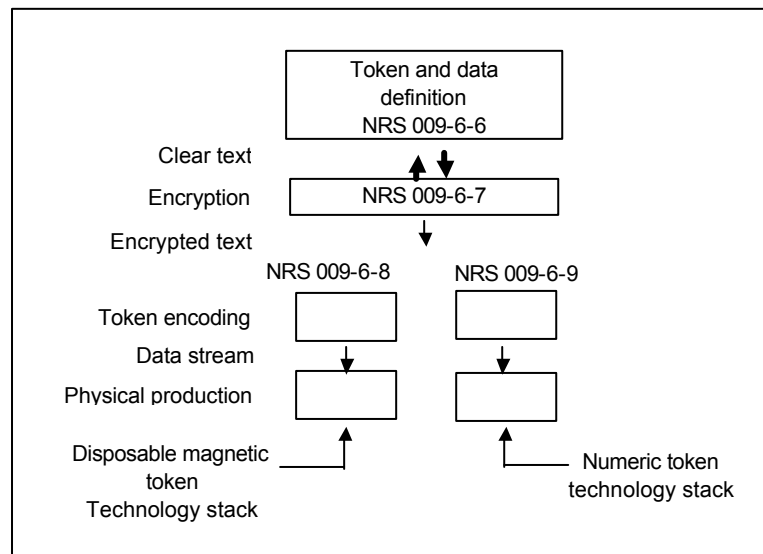 Token and data
definition
NRS 009-6-6
Clear text
Encryption
NRS 009-6-7
Encrypted text
NRS 009-6-8
NRS 009-6-9
Token encoding
Data stream
Physical production
Disposable magnetic
token
Technology stack
Numeric token
technology stack